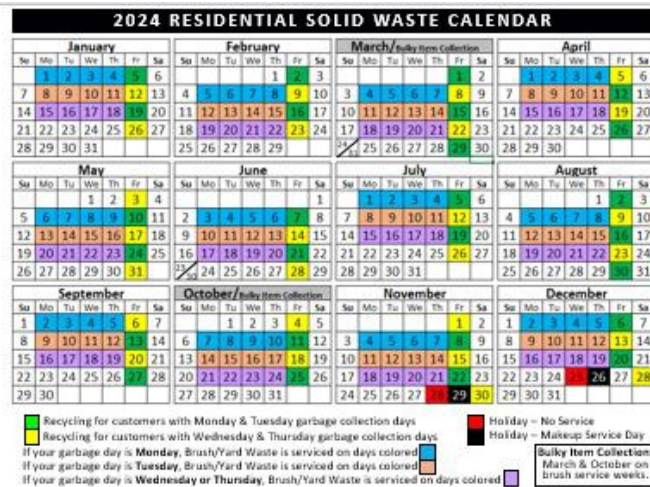 2024 RESIDENTIAL SOLID WASTE CALENDAR
January February March/Bulky Item Collection April
Su Mo Tu We Th Fr Sa Su Mo Tu We Th Fr Sa Su Mo Tu We Th Fr Sa Su Mo Tu We Th Fr Sa
1 2 3 4 5 6 1 2 3 1 2 1 2 3 4 5 6
7 8 9 10 11 12 13 4 5 6 7 8 9 10 3 4 5 6 7 8 9 7 8 9 10 11 12 13
14 15 16 17 18 19 20 11 12 13 14 15 16 17 10 11 12 13 14 15 16 14 15 16 17 18 19 20
21 22 23 24 25 26 27 18 19 20 21 22 23 24 17 18 19 20 21 22 23 21 22 23 24 25 26 27
28 29 30 31 25 26 27 28 29 24 31 25 26 27 28 29 30 28 29 30
May June July August
Su Mo Tu We Th Fr Sa Su Mo Tu We Th Fr Sa Su Mo Tu We Th Fr Sa Su Mo Tu We Th Fr Sa
1 2 3 4 1 1 2 3 4 5 6 1 2 3
5 6 7 8 9 10 11 2 3 4 5 6 7 8 7 8 9 10 11 12 13 4 5 6 7 8 9 10
12 13 14 15 16 17 18 9 10 11 12 13 14 15 14 15 16 17 18 19 20 11 12 13 14 15 16 17
19 20 21 22 23 24 25 16 17 18 19 20 21 22 21 22 23 24 25 26 27 18 19 20 21 22 23 24
26 27 28 29 30 31 23 30 24 25 26 27 28 29 28 29 30 31 25 26 27 28 29 30 31
September October/Bulky Item Collection November December
Su Mo Tu We Th Fr Sa Su Mo Tu We Th Fr Sa Su Mo Tu We Th Fr Sa Su Mo Tu We Th Fr Sa
1 2 3 4 5 6 7 1 2 3 4 5 1 2 1 2 3 4 5 6 7
8 9 10 11 12 13 14 6 7 8 9 10 11 12 3 4 5 6 7 8 9 8 9 10 11 12 13 14
15 16 17 18 19 20 21 13 14 15 16 17 18 19 10 11 12 13 14 15 16 15 16 17 18 19 20 21
22 23 24 25 26 27 28 20 21 22 23 24 25 26 17 18 19 20 21 22 23 22 23 24 25 26 27 28
29 30 27 28 29 30 31 24 25 26 27 28 29 30 29 30 31
Recycling for customers with Monday & Tuesday garbage collection days
Recycling for customers with Wednesday & Thursday garbage collection days
If your garbage day is Monday, Brush/Yard Waste is serviced on days colored
If your garbage day is Tuesday, Brush/Yard Waste is serviced on days colored
If your garbage day is Wednesday or Thursday, Brush/Yard Waste is serviced on days colored
Holiday – No Service
Holiday – Makeup Service Day
Bulky Item Collection
March & October on
brush service weeks.